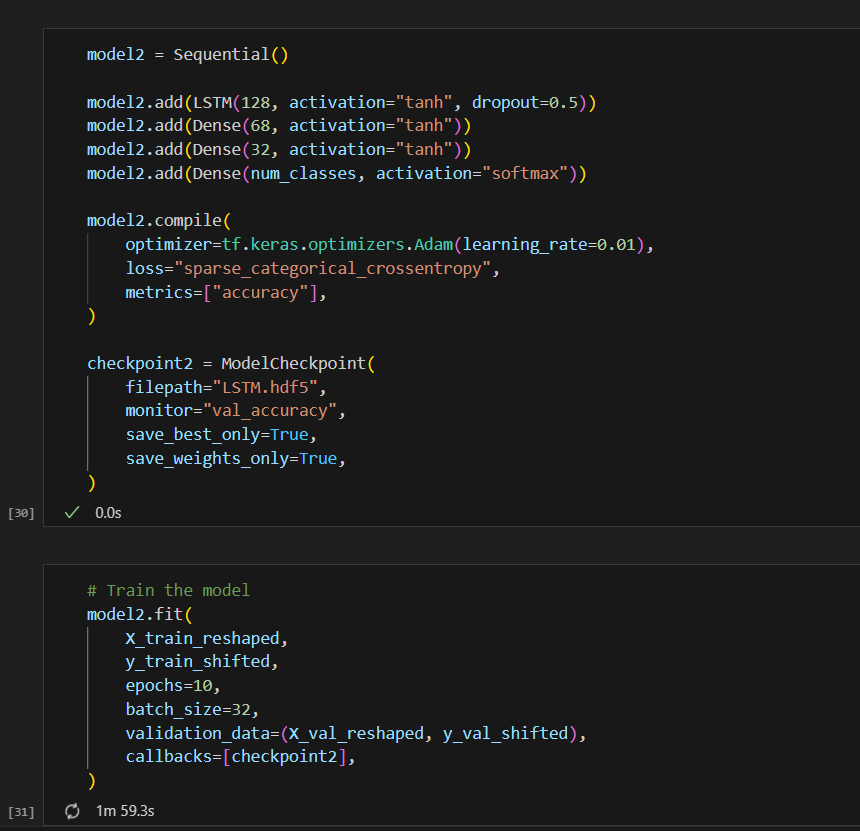 model2 = Sequential()
model2.add(LSTM(128, activation="tanh", dropout=0.5))
model2.add(Dense(68, activation="tanh"))
model2.add(Dense(32, activation="tanh"))
model2.add(Dense(num_classes, activation="softmax"))
model2.compile(
    optimizer=tf.keras.optimizers.Adam(learning_rate=0.01),
    loss="sparse_categorical_crossentropy",
    metrics=["accuracy"],
)
checkpoint2 = ModelCheckpoint(
    filepath="LSTM.hdf5",
    monitor="val_accuracy",
    save_best_only=True,
    save_weights_only=True,
)
[30] 0.0s
# Train the model
model2.fit(
    X_train_reshaped,
    y_train_shifted,
    epochs=10,
    batch_size=32,
    validation_data=(X_val_reshaped, y_val_shifted),
    callbacks=[checkpoint2],
)
[31] 1m 59.3s